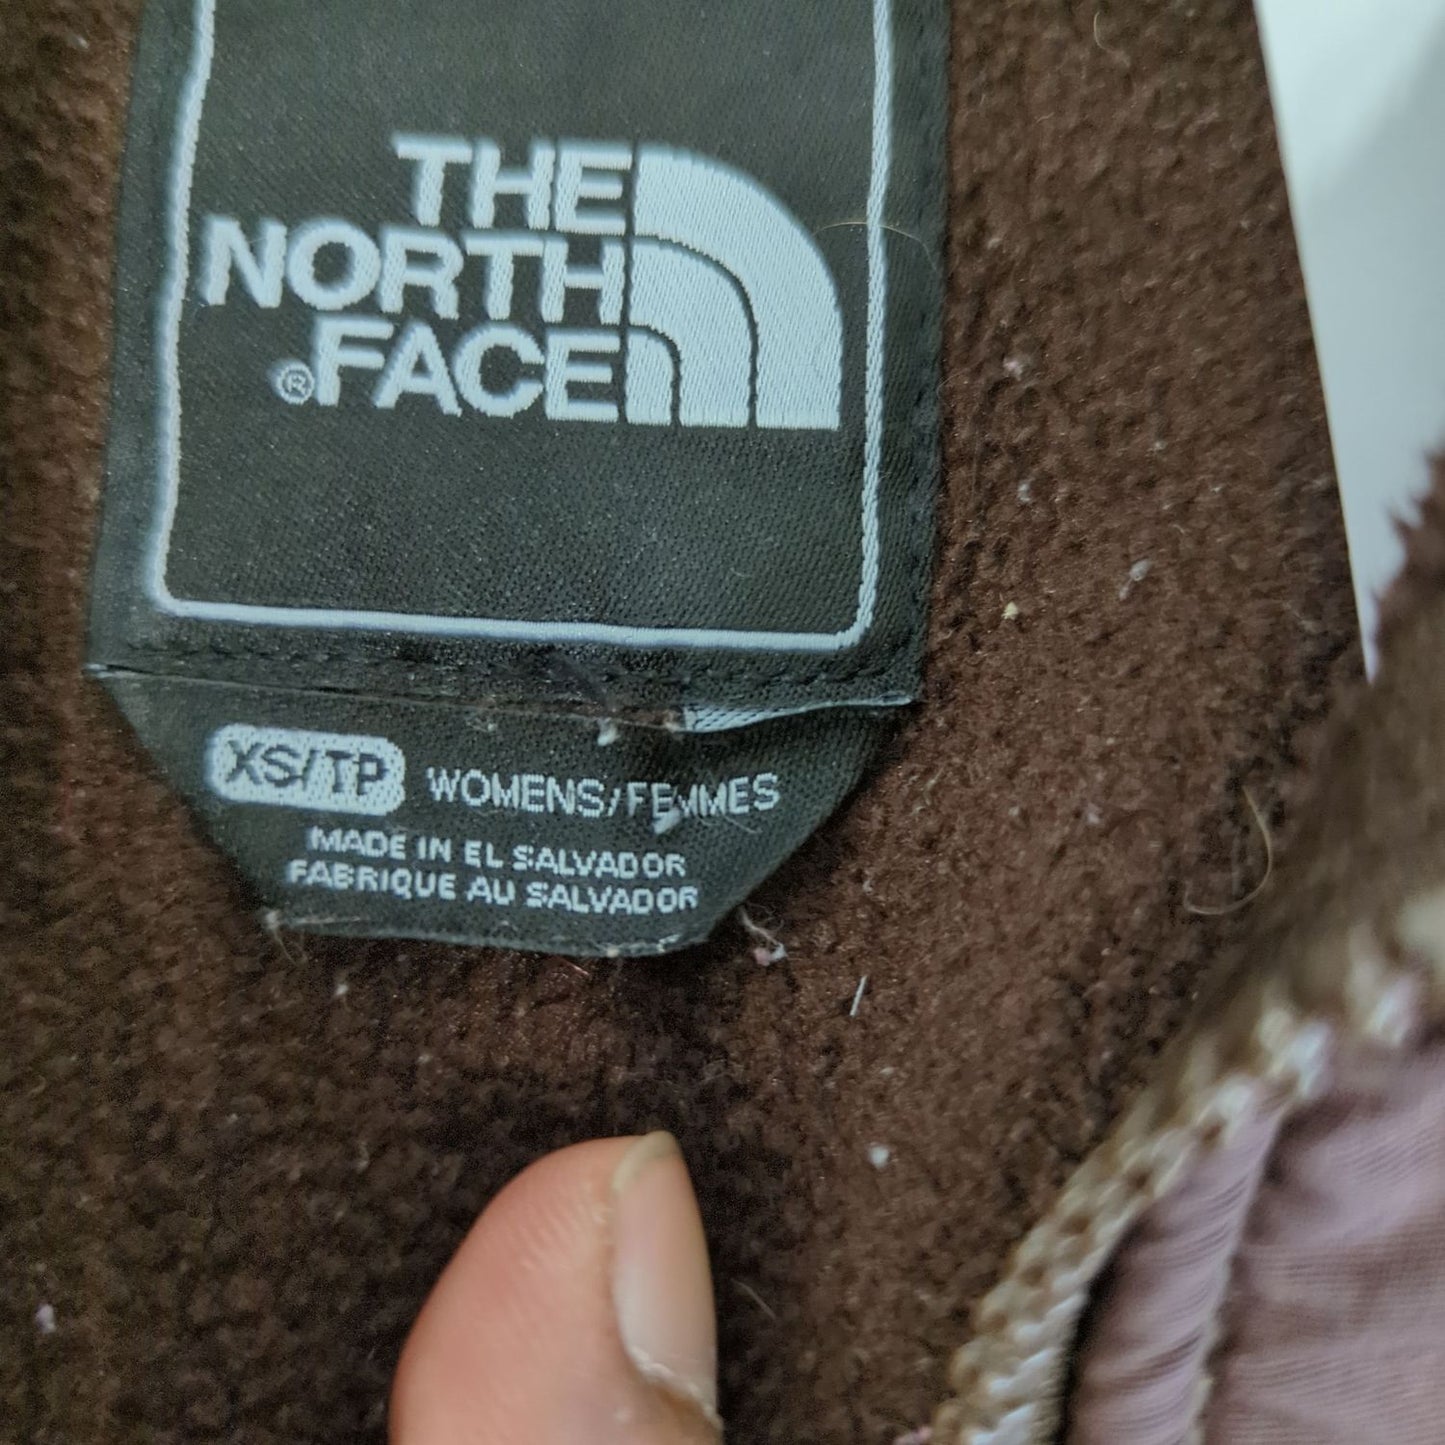 THE
NORTH
®FACE
XS/TP WOMENS/FEMMES
MADE IN EL SALVADOR
FABRIQUE AU SALVADOR